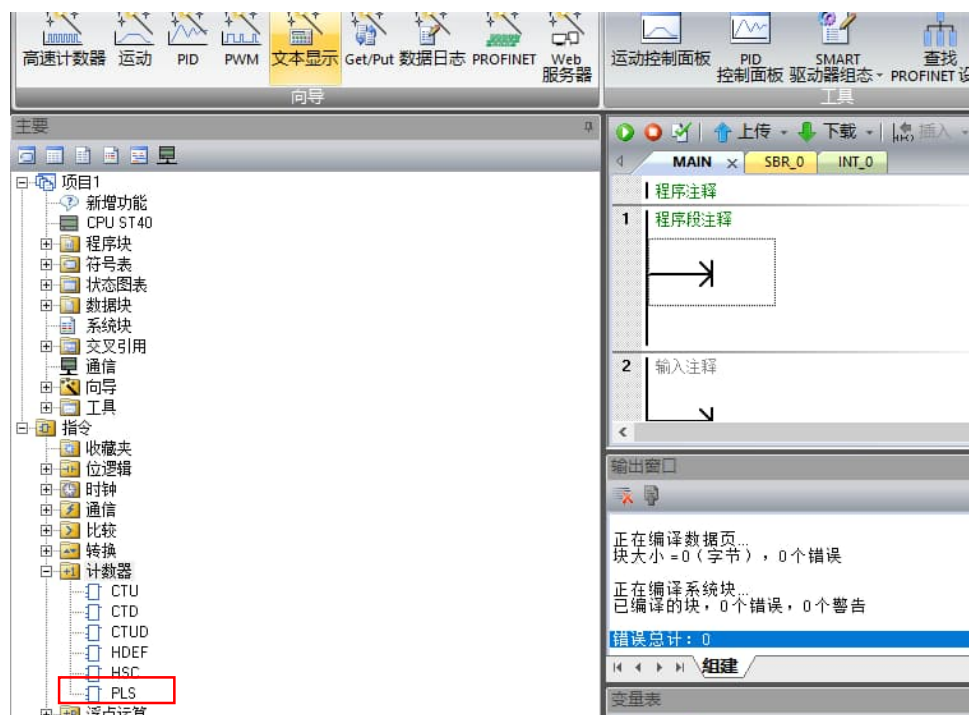 高速计数器 运动 PID PWM 文本显示 Get/Put 数据日志 PROFINET Web 服务器
向导
运动控制面板 PID 控制面板 SMART 驱动器组态 查找 PROFINET
工具
主要
项目1
新增功能
CPU ST40
程序块
符号表
状态图表
数据块
系统块
交叉引用
通信
向导
工具
指令
收藏夹
位逻辑
时钟
通信
比较
转换
计数器
CTU
CTD
CTUD
HDEF
HSC
PLS
浮点运算
上传 下载 插入
MAIN SBR_0 INT_0
程序注释
1 程序段注释
2 输入注释
输出窗口
正在编译数据页...
块大小 =0（字节），0个错误
正在编译系统块...
已编译的块，0个错误，0个警告
错误总计：0
组建
变量表